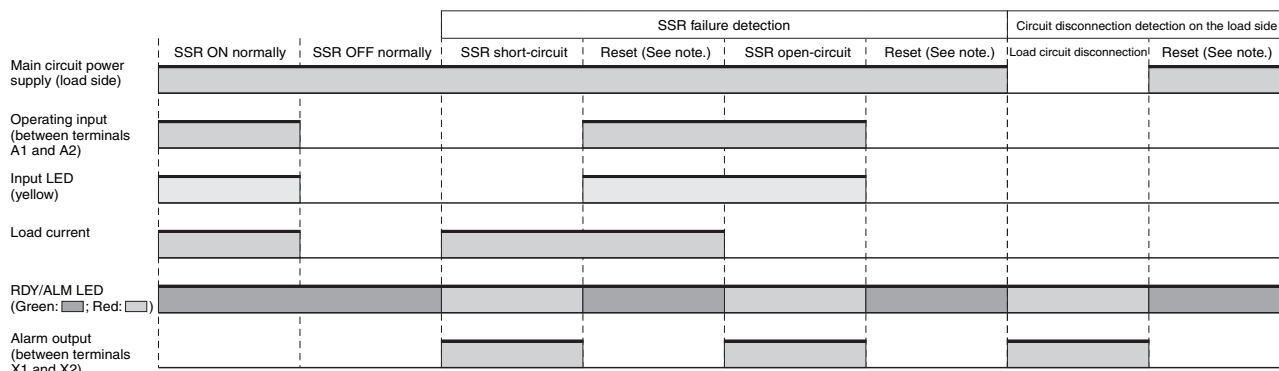 SSR failure detection
Circuit disconnection detection on the load side
SSR ON normally
SSR OFF normally
SSR short-circuit
Reset (See note.)
SSR open-circuit
Reset (See note.)
Load circuit disconnection
Reset (See note.)
Main circuit power
supply (load side)
Operating input
(between terminals
A1 and A2)
Input LED
(yellow)
Load current
RDY/ALM LED
(Green: ; Red: )
Alarm output
(between terminals
X1 and X2)